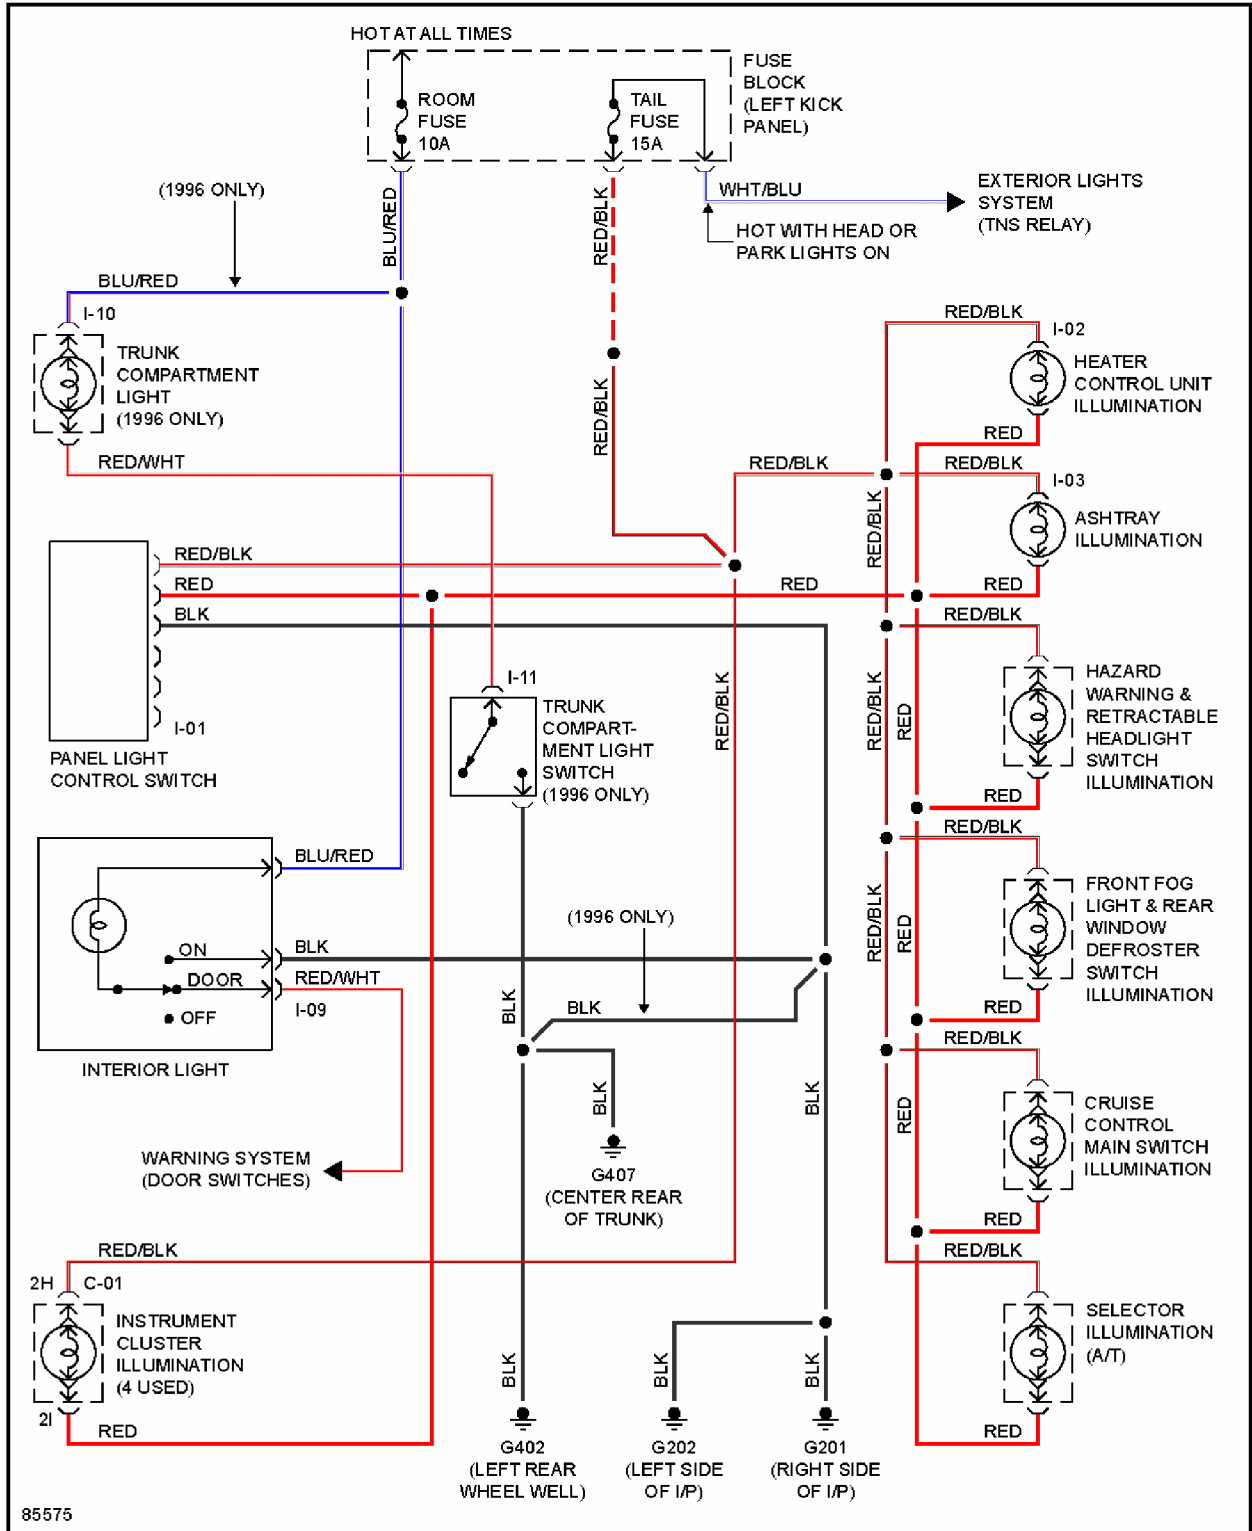 HOT AT ALL TIMES
ROOM
FUSE
10A
TAIL
FUSE
15A
FUSE
BLOCK
(LEFT KICK
PANEL)
(1996 ONLY)
BLU/RED
RED/BLK
WHT/BLU
EXTERIOR LIGHTS
SYSTEM
(TNS RELAY)
HOT WITH HEAD OR
PARK LIGHTS ON
BLU/RED
I-10
TRUNK
COMPARTMENT
LIGHT
(1996 ONLY)
RED/WHT
RED/BLK
RED/BLK
I-02
HEATER
CONTROL UNIT
ILLUMINATION
RED
RED/BLK
RED/BLK
I-03
ASHTRAY
ILLUMINATION
RED/BLK
RED/BLK
RED
RED
RED
BLK
I-01
PANEL LIGHT
CONTROL SWITCH
I-11
TRUNK
COMPART-
MENT LIGHT
SWITCH
(1996 ONLY)
RED/BLK
RED/BLK
RED/BLK
RED
HAZARD
WARNING &
RETRACTABLE
HEADLIGHT
SWITCH
ILLUMINATION
RED
RED/BLK
BLU/RED
ON
BLK
DOOR
RED/WHT
OFF
I-09
INTERIOR LIGHT
(1996 ONLY)
BLK
BLK
RED/BLK
RED
FRONT FOG
LIGHT & REAR
WINDOW
DEFROSTER
SWITCH
ILLUMINATION
RED
RED/BLK
BLK
BLK
RED
CRUISE
CONTROL
MAIN SWITCH
ILLUMINATION
WARNING SYSTEM
(DOOR SWITCHES)
G407
(CENTER REAR
OF TRUNK)
RED
RED/BLK
RED/BLK
2H
C-01
INSTRUMENT
CLUSTER
ILLUMINATION
(4 USED)
2I
RED
BLK
BLK
BLK
SELECTOR
ILLUMINATION
(A/T)
RED
G402
(LEFT REAR
WHEEL WELL)
G202
(LEFT SIDE
OF I/P)
G201
(RIGHT SIDE
OF I/P)
85575